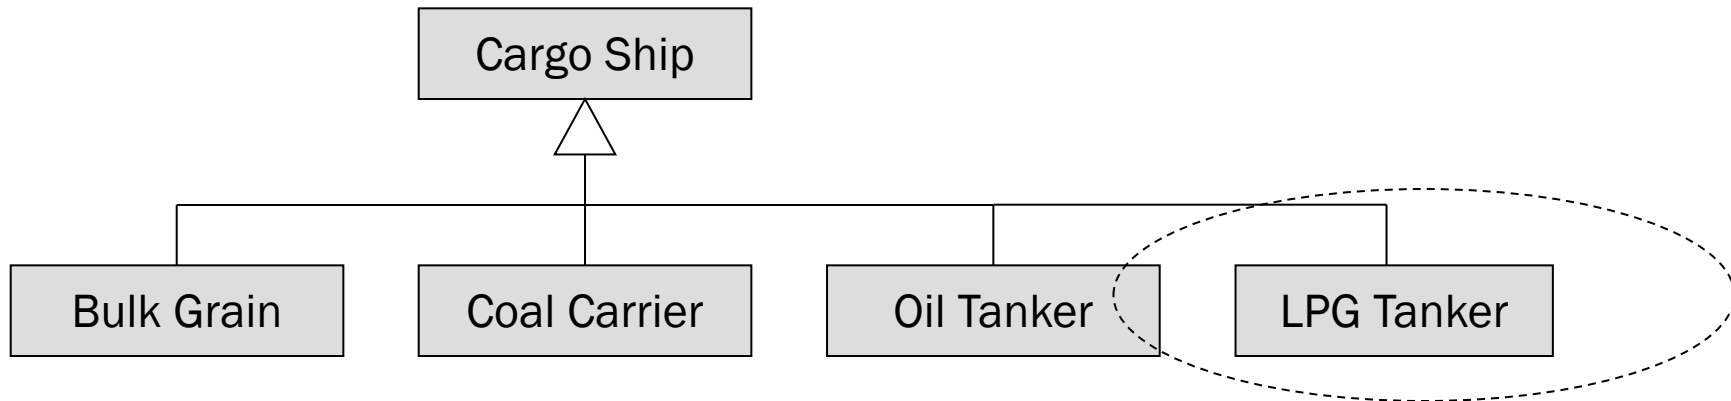 Cargo Ship
Bulk Grain
Coal Carrier
Oil Tanker
LPG Tanker